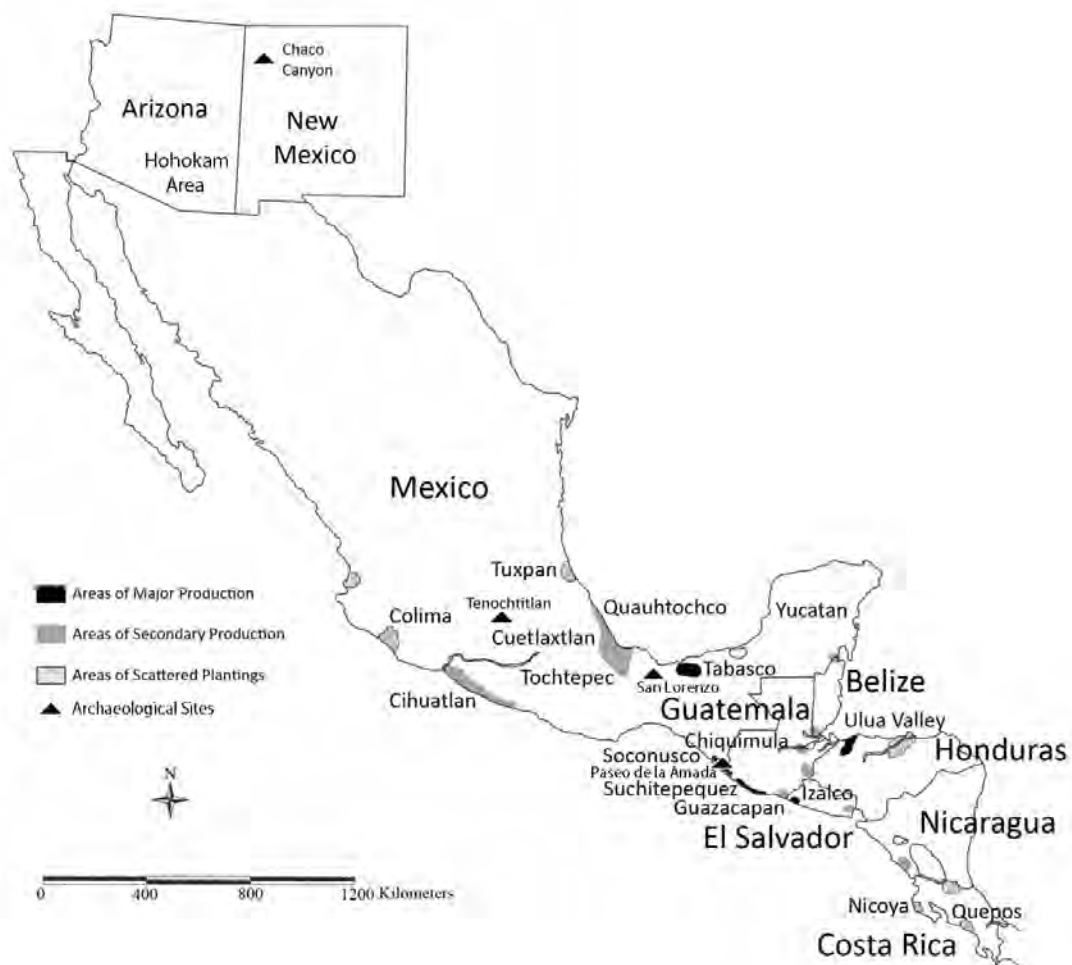 Chaco
Canyon
Arizona
New
Mexico
Hohokam
Area
Mexico
Tuxpan
Areas of Major Production
Tenochtitlan
Quauhtochco
Yucatan
Colima
Areas of Secondary Production
Cuetlaxtlan
Areas of Scattered Plantings
Tochtepec
Tabasco
Cihuatlan
San Lorenzo
Belize
Archaeological Sites
Guatemala
Ulua Valley
Chiquimula
Honduras
Soconusco
Paseo de la Amada
Suchitepequez
Izalco
Guazacapan
N
El Salvador
Nicaragua
0 400 800 1200 Kilometers
Nicoya
Quepos
Costa Rica